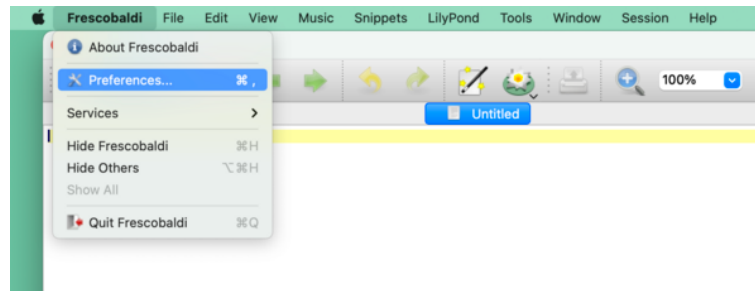 Frescobaldi File Edit View Music Snippets LilyPond Tools Window Session Help
About Frescobaldi
Preferences... ⌘ ,
100%
Services
Untitled
Hide Frescobaldi ⌘H
Hide Others ⌥⌘H
Show All
Quit Frescobaldi ⌘Q